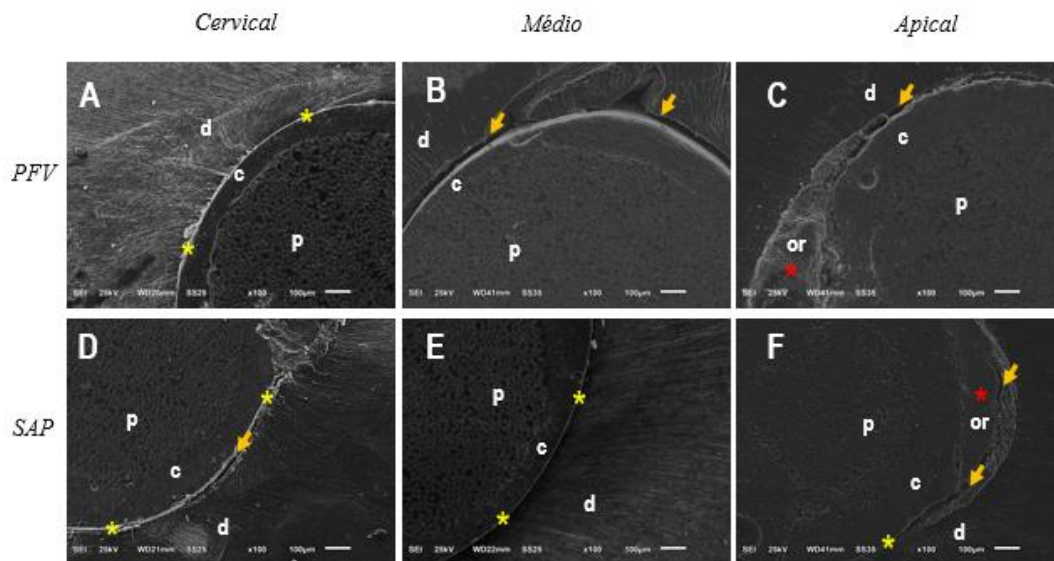 Cervical Médio Apical
PFV
A d c p
SEI 25kV WD20mm SS25 x100 100µm
B d c p
SEI 25kV WD41mm SS35 x100 100µm
C d c p or
SEI 25kV WD41mm SS35 x100 100µm
SAP
D p c d
SEI 25kV WD21mm SS25 x100 100µm
E p c d
SEI 25kV WD22mm SS25 x100 100µm
F p or c d
SEI 25kV WD41mm SS35 x100 100µm